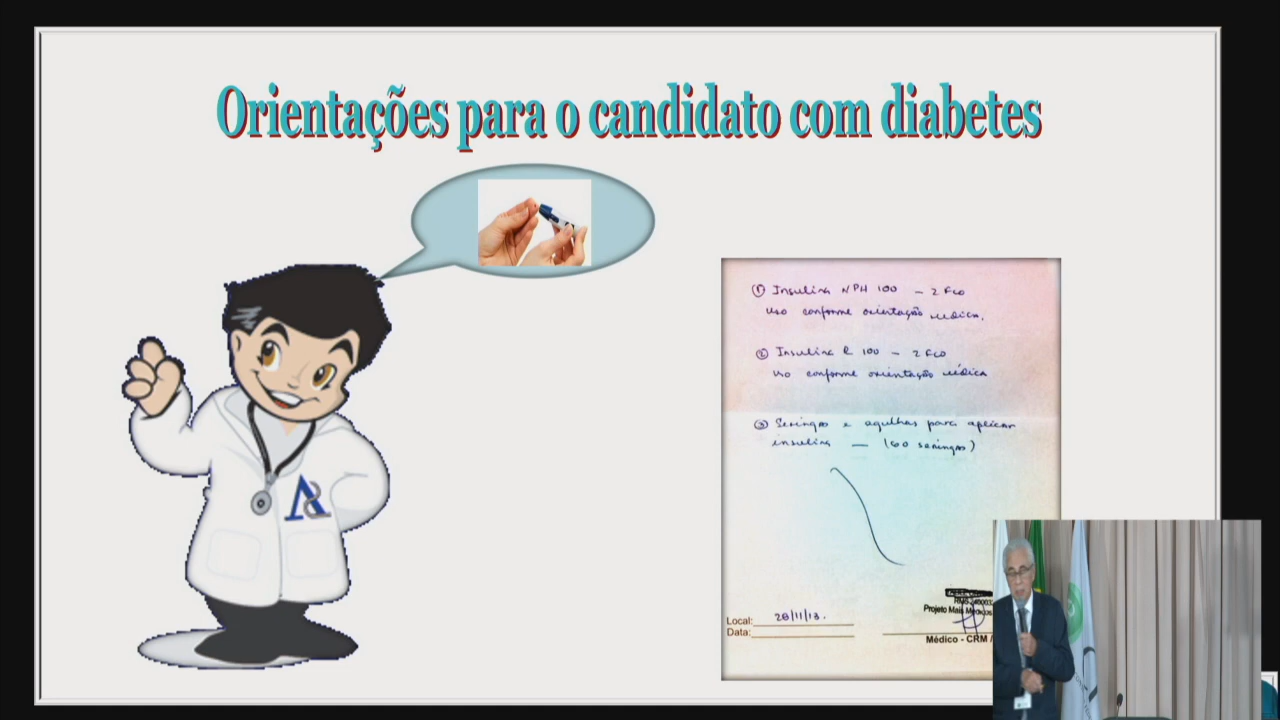 Orientações para o candidato com diabetes
① Insulina NPH 100 - 2 Fco
uso conforme orientação médica.
② Insulina R 100 - 2 Fco
uso conforme orientação médica
③ Seringas e agulhas para aplicar
insulina - (60 seringas)
Projeto Mais Médicos
Local: 28/11/13.
Data:
Médico - CRM /